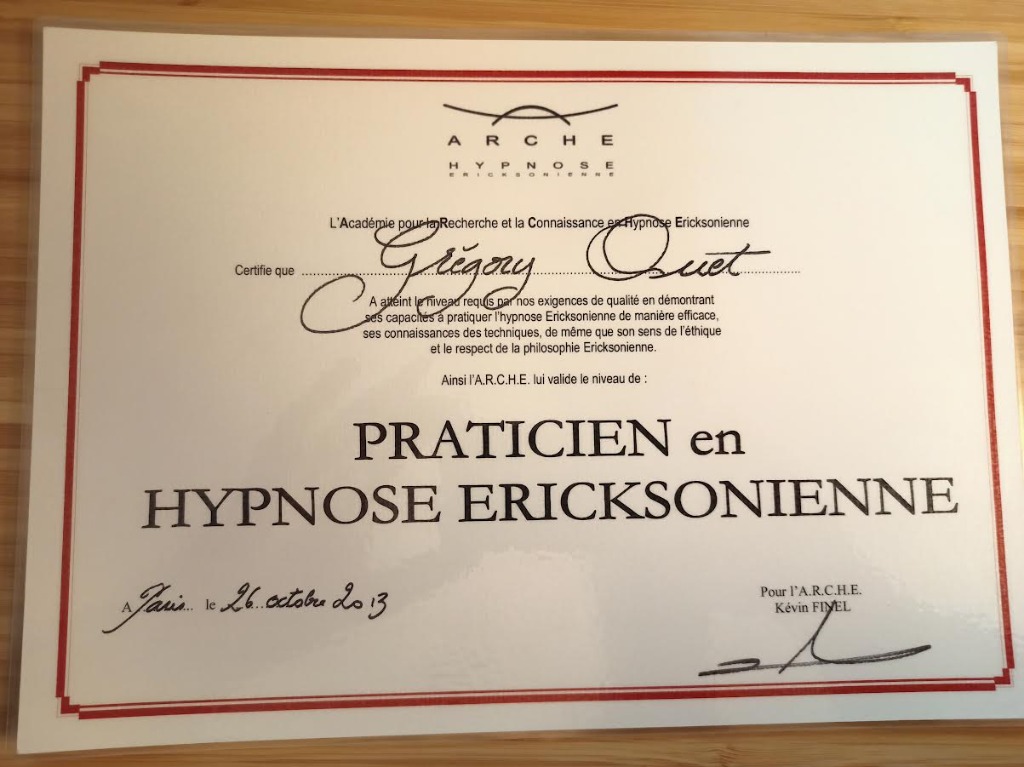 ARCHE
HYPNOSE
ERICKSONIENNE
L'Académie pour la Recherche et la Connaissance en Hypnose Ericksonienne
Certifie que Grégory Ouet
A atteint le niveau requis par nos exigences de qualité en démontrant
ses capacités à pratiquer l'hypnose Ericksonienne de manière efficace,
ses connaissances des techniques, de même que son sens de l'éthique
et le respect de la philosophie Ericksonienne.
Ainsi l'A.R.C.H.E. lui valide le niveau de :
PRATICIEN en
HYPNOSE ERICKSONIENNE
A Paris le 26 octobre 2013
Pour l'A.R.C.H.E.
Kévin FINEL